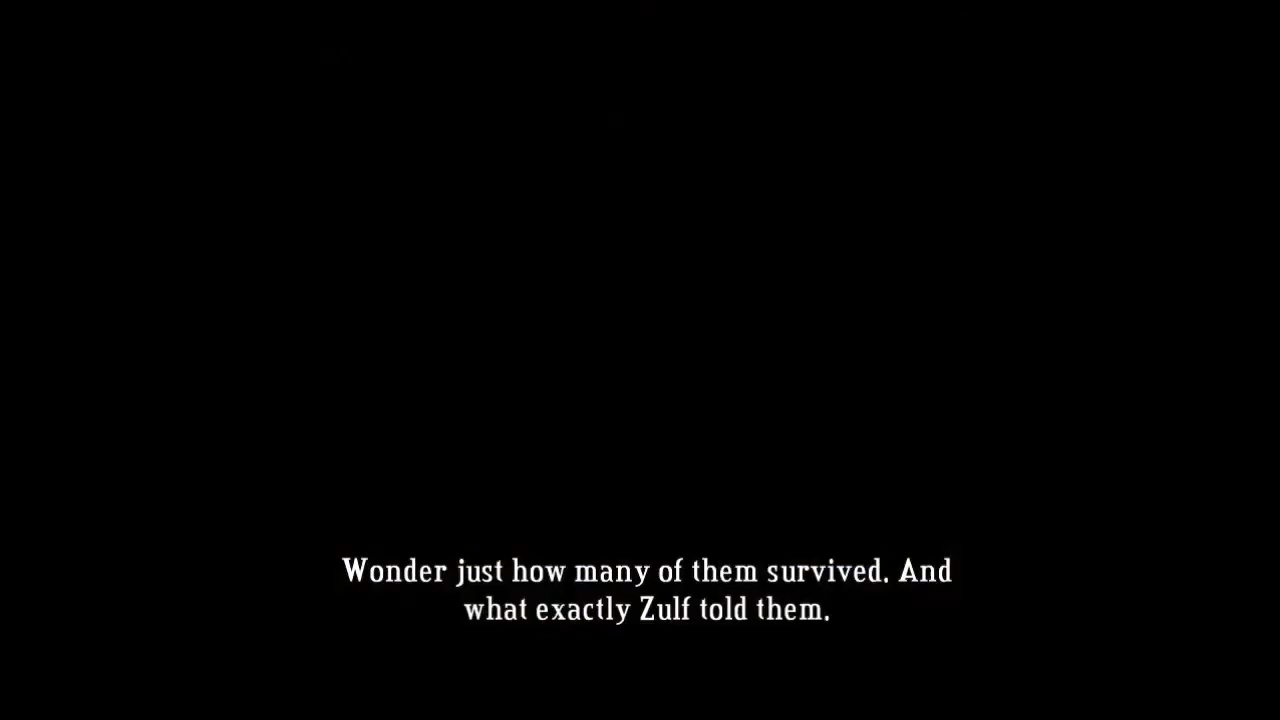 Wonder just how many of them survived. And
what exactly Zulf told them.